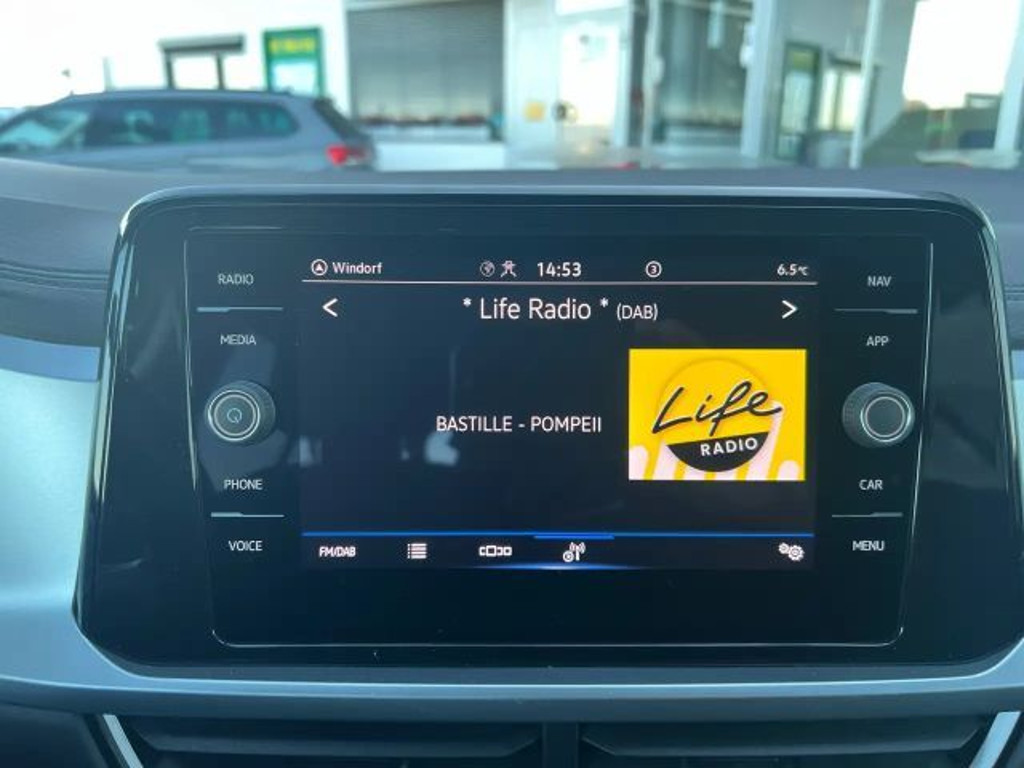 RADIO
MEDIA
PHONE
VOICE
Windorf 14:53 3 6.5°C
< * Life Radio * (DAB) >
BASTILLE - POMPEII
Life
RADIO
FM/DAB
NAV
APP
CAR
MENU